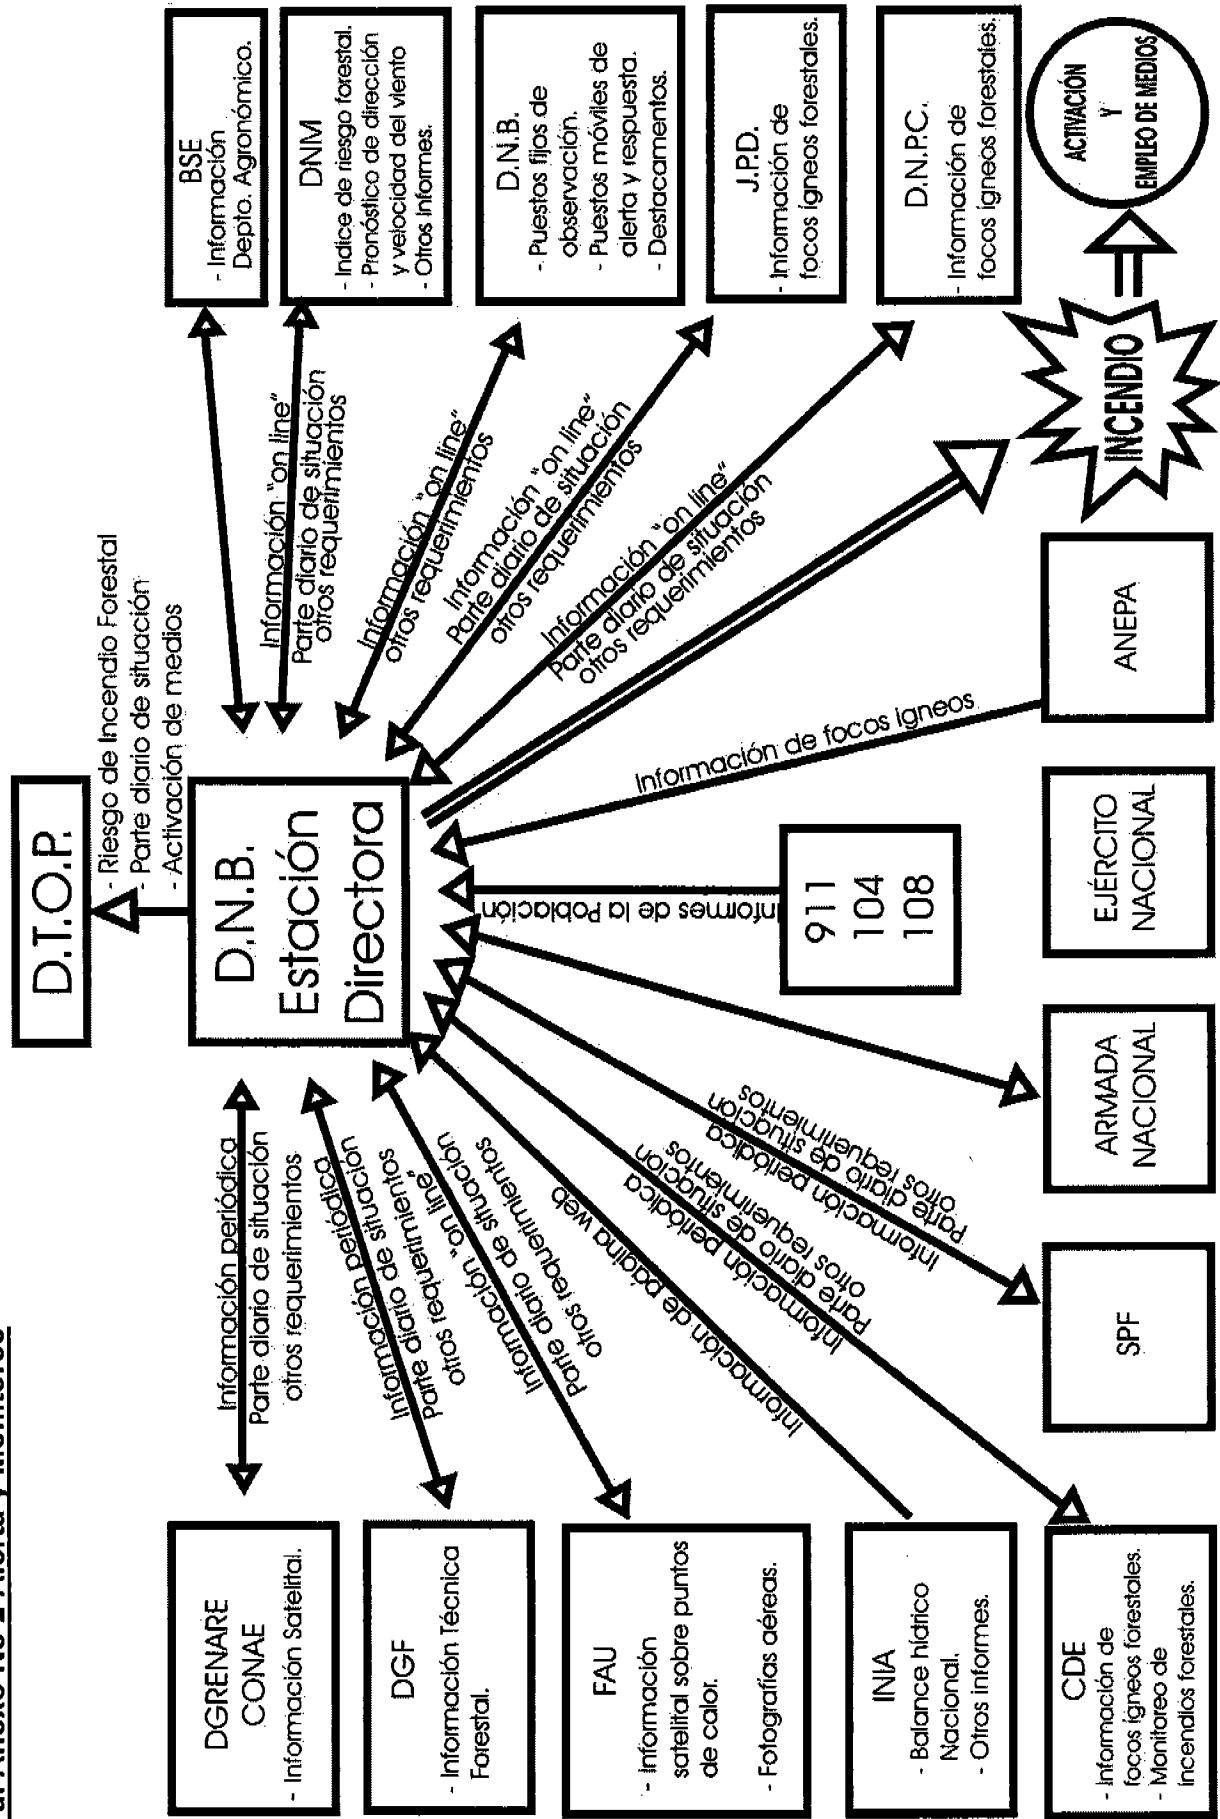 D.T.O.P.
- Riesgo de Incendio Forestal
- Parte diario de situación
- Activación de medios
D.N.B.
Estación
Directora
DGRENARE
CONAE
- Información Satelital.
Información periódica
Parte diario de situación
otros requerimientos
DGF
- Información Técnica
Forestal.
Información periódica
Parte diario de situación
otros requerimientos
FAU
- Información
satelital sobre puntos
de calor.
- Fotografías aéreas.
Información "on line"
Parte diario de situación
otros requerimientos
INIA
- Balance hídrico
Nacional.
- Otros informes.
Información de página web
CDE
- Información de
focos ígneos forestales.
- Monitoreo de
incendios forestales.
Información periódica
Parte diario de situación
otros requerimientos
SPF
Información periódica
Parte diario de situación
otros requerimientos
ARMADA
NACIONAL
EJÉRCITO
NACIONAL
911
104
108
Informes de la Población
ANEPA
Información de focos igneos
BSE
- Información
Depto. Agronómico.
DNM
- Indice de riesgo forestal.
- Pronóstico de dirección
y velocidad del viento
- Otros informes.
Información "on line"
Parte diario de situación
otros requerimientos
D.N.B.
- Puestos fijos de
observación.
- Puestos móviles de
alerta y respuesta.
- Destacamentos.
Información "on line"
otros requerimientos
J.P.D.
- Información de
focos ígneos forestales.
Información "on line"
Parte diario de situación
otros requerimientos
D.N.P.C.
- Información de
focos ígneos forestales.
Información "on line"
Parte diario de situación
otros requerimientos
INCENDIO
ACTIVACIÓN
Y
EMPLEO DE MEDIOS